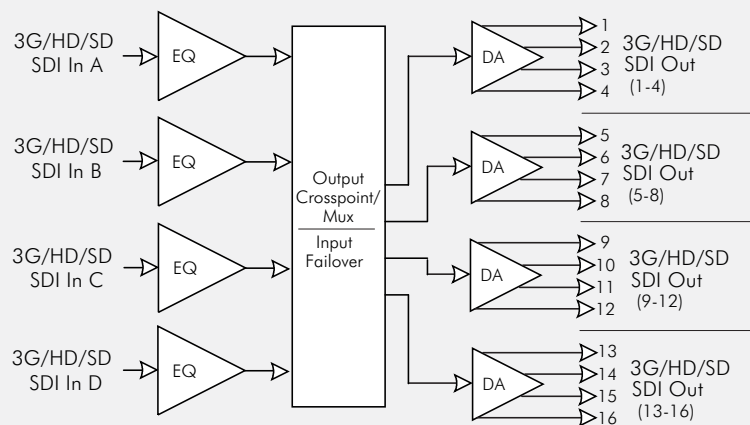 3G/HD/SD
SDI In A
EQ
3G/HD/SD
SDI In B
EQ
3G/HD/SD
SDI In C
EQ
3G/HD/SD
SDI In D
EQ
Output
Crosspoint/
Mux
Input
Failover
DA
1
2
3
4
3G/HD/SD
SDI Out
(1-4)
DA
5
6
7
8
3G/HD/SD
SDI Out
(5-8)
DA
9
10
11
12
3G/HD/SD
SDI Out
(9-12)
DA
13
14
15
16
3G/HD/SD
SDI Out
(13-16)